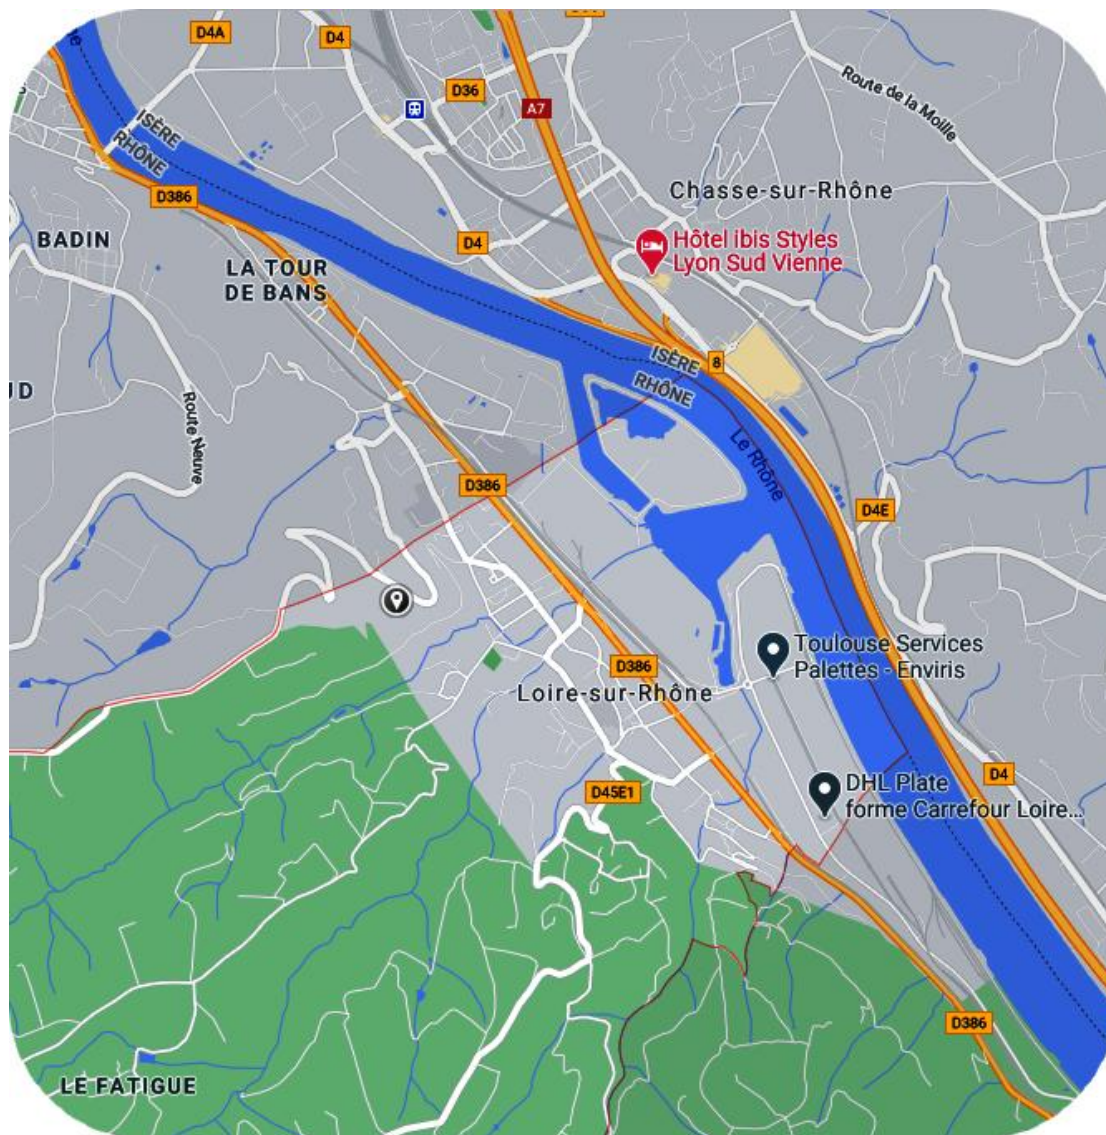 D4A
D4
D36
A7
Route de la Moille
ISÈRE
RHÔNE
D386
Chasse-sur-Rhône
BADIN
D4
Hôtel ibis Styles
Lyon Sud Vienne
LA TOUR
DE BANS
ISÈRE
8
RHÔNE
Route Neuve
Le Rhône
D386
D4E
Toulouse Services
Palettes - Enviris
D386
Loire-sur-Rhône
D4
DHL Plate
forme Carrefour Loire...
D45E1
D386
LE FATIGUE